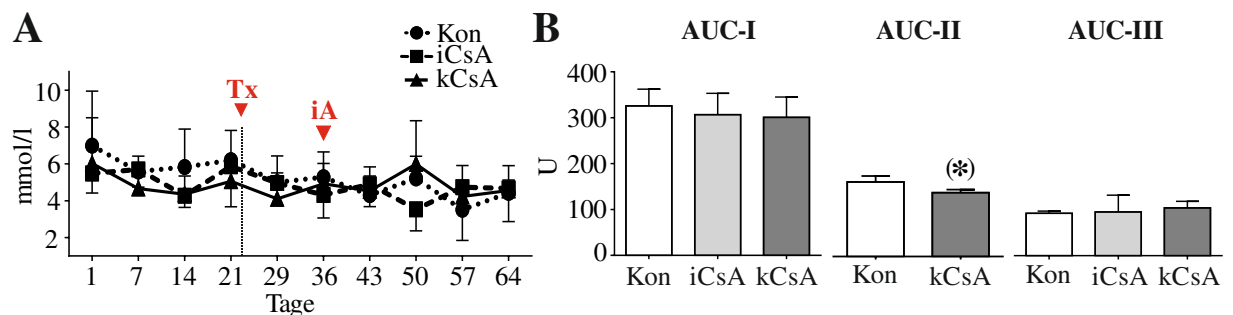 A
Kon
iCsA
kCsA
Tx
iA
mmol/l
10
8
6
4
2
1 7 14 21 29 36 43 50 57 64
Tage
B
AUC-I AUC-II AUC-III
U
400
300
200
100
0
(*)
Kon iCsA kCsA Kon kCsA Kon iCsA kCsA